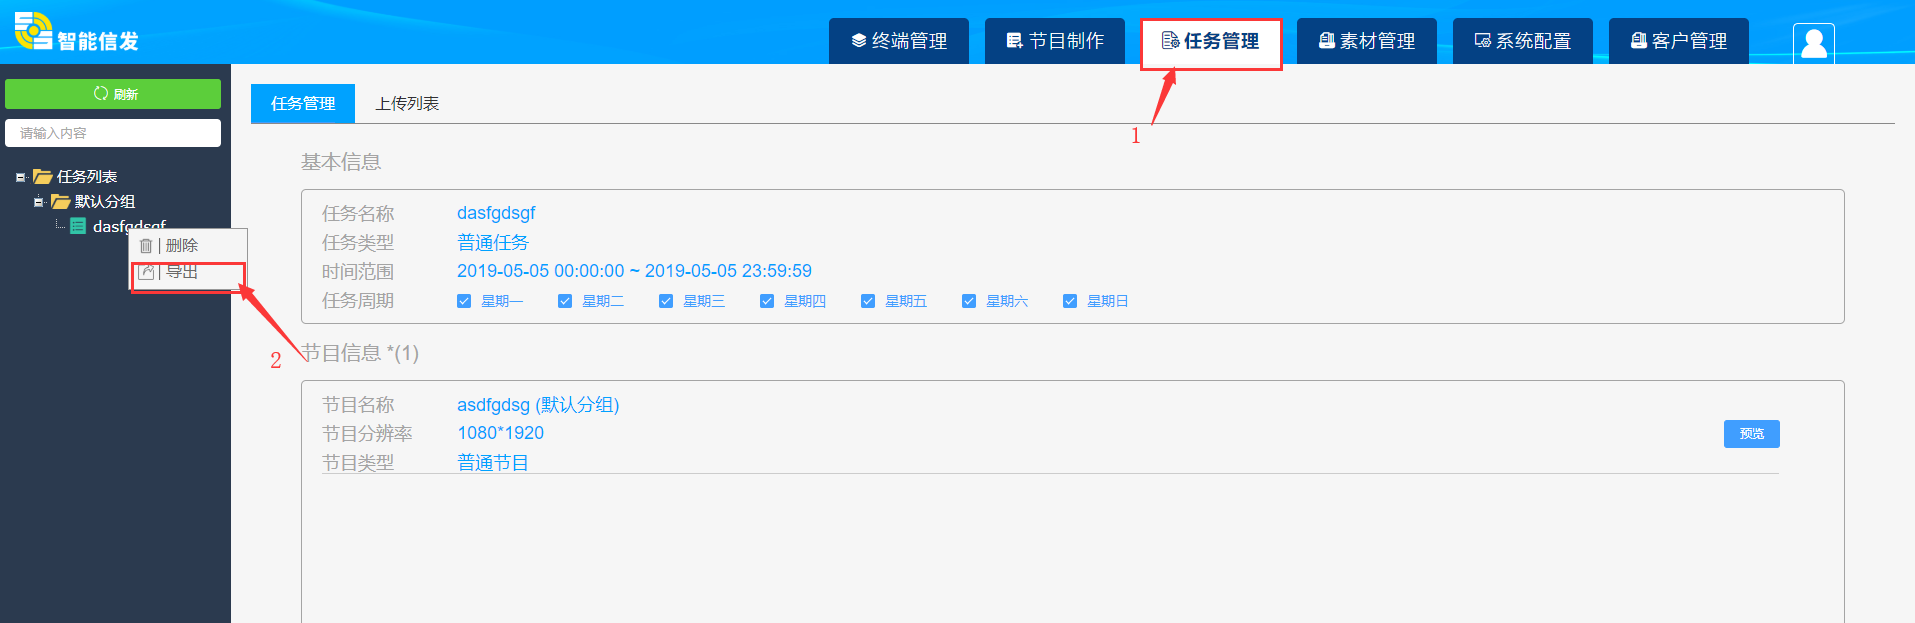 智能信发
终端管理 节目制作 任务管理 素材管理 系统配置 客户管理
刷新
请输入内容
任务列表
默认分组
dasfgdsgf
删除
导出
任务管理 上传列表
1
2
基本信息
任务名称 dasfgdsgf
任务类型 普通任务
时间范围 2019-05-05 00:00:00 ~ 2019-05-05 23:59:59
任务周期 星期一 星期二 星期三 星期四 星期五 星期六 星期日
节目信息 *(1)
节目名称 asdfgdsg (默认分组)
节目分辨率 1080*1920
预览
节目类型 普通节目